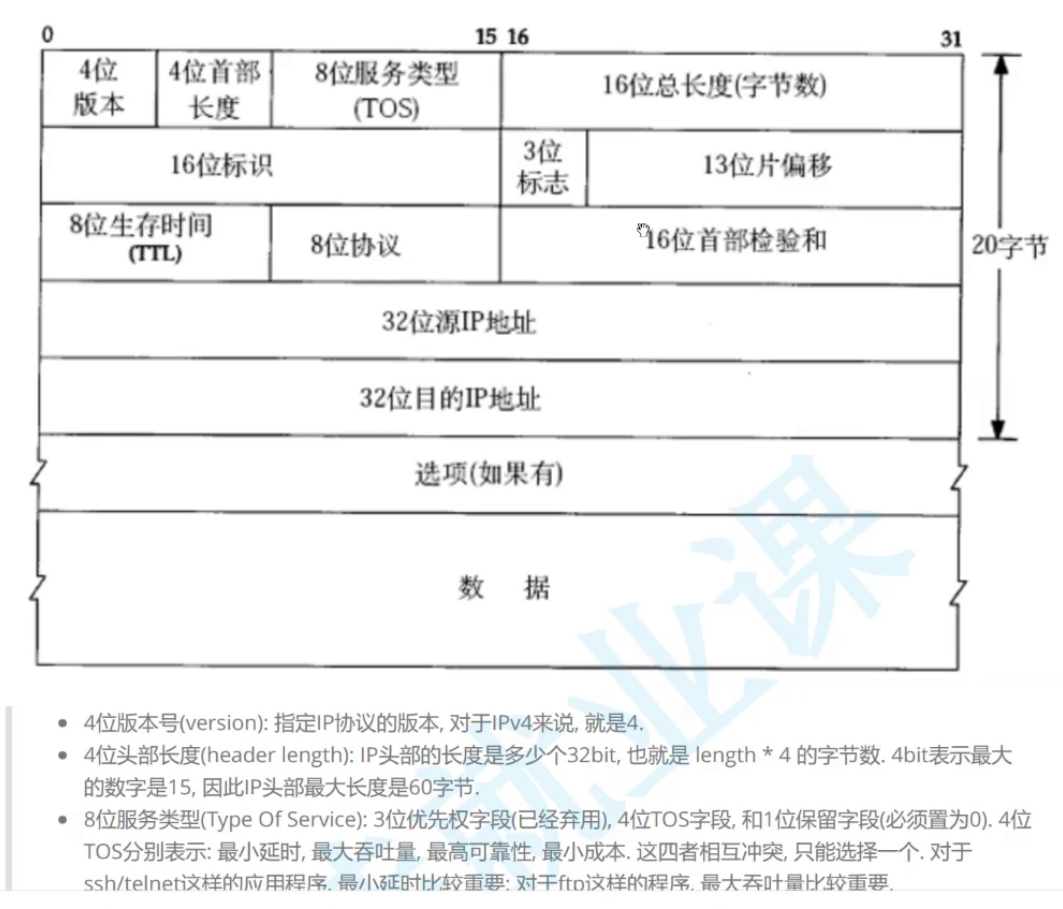 0 15 16 31
4位版本 4位首部长度 8位服务类型(TOS) 16位总长度(字节数)
16位标识 3位标志 13位片偏移
8位生存时间(TTL) 8位协议 16位首部检验和
20字节
32位源IP地址
32位目的IP地址
选项(如果有)
数 据
4位版本号(version): 指定IP协议的版本, 对于IPv4来说, 就是4.
4位头部长度(header length): IP头部的长度是多少个32bit, 也就是 length * 4 的字节数. 4bit表示最大
的数字是15, 因此IP头部最大长度是60字节.
8位服务类型(Type Of Service): 3位优先权字段(已经弃用), 4位TOS字段, 和1位保留字段(必须置为0). 4位
TOS分别表示: 最小延时, 最大吞吐量, 最高可靠性, 最小成本. 这四者相互冲突, 只能选择一个. 对于
ssh/telnet这样的应用程序, 最小延时比较重要; 对于ftp这样的程序, 最大吞吐量比较重要.
就业课